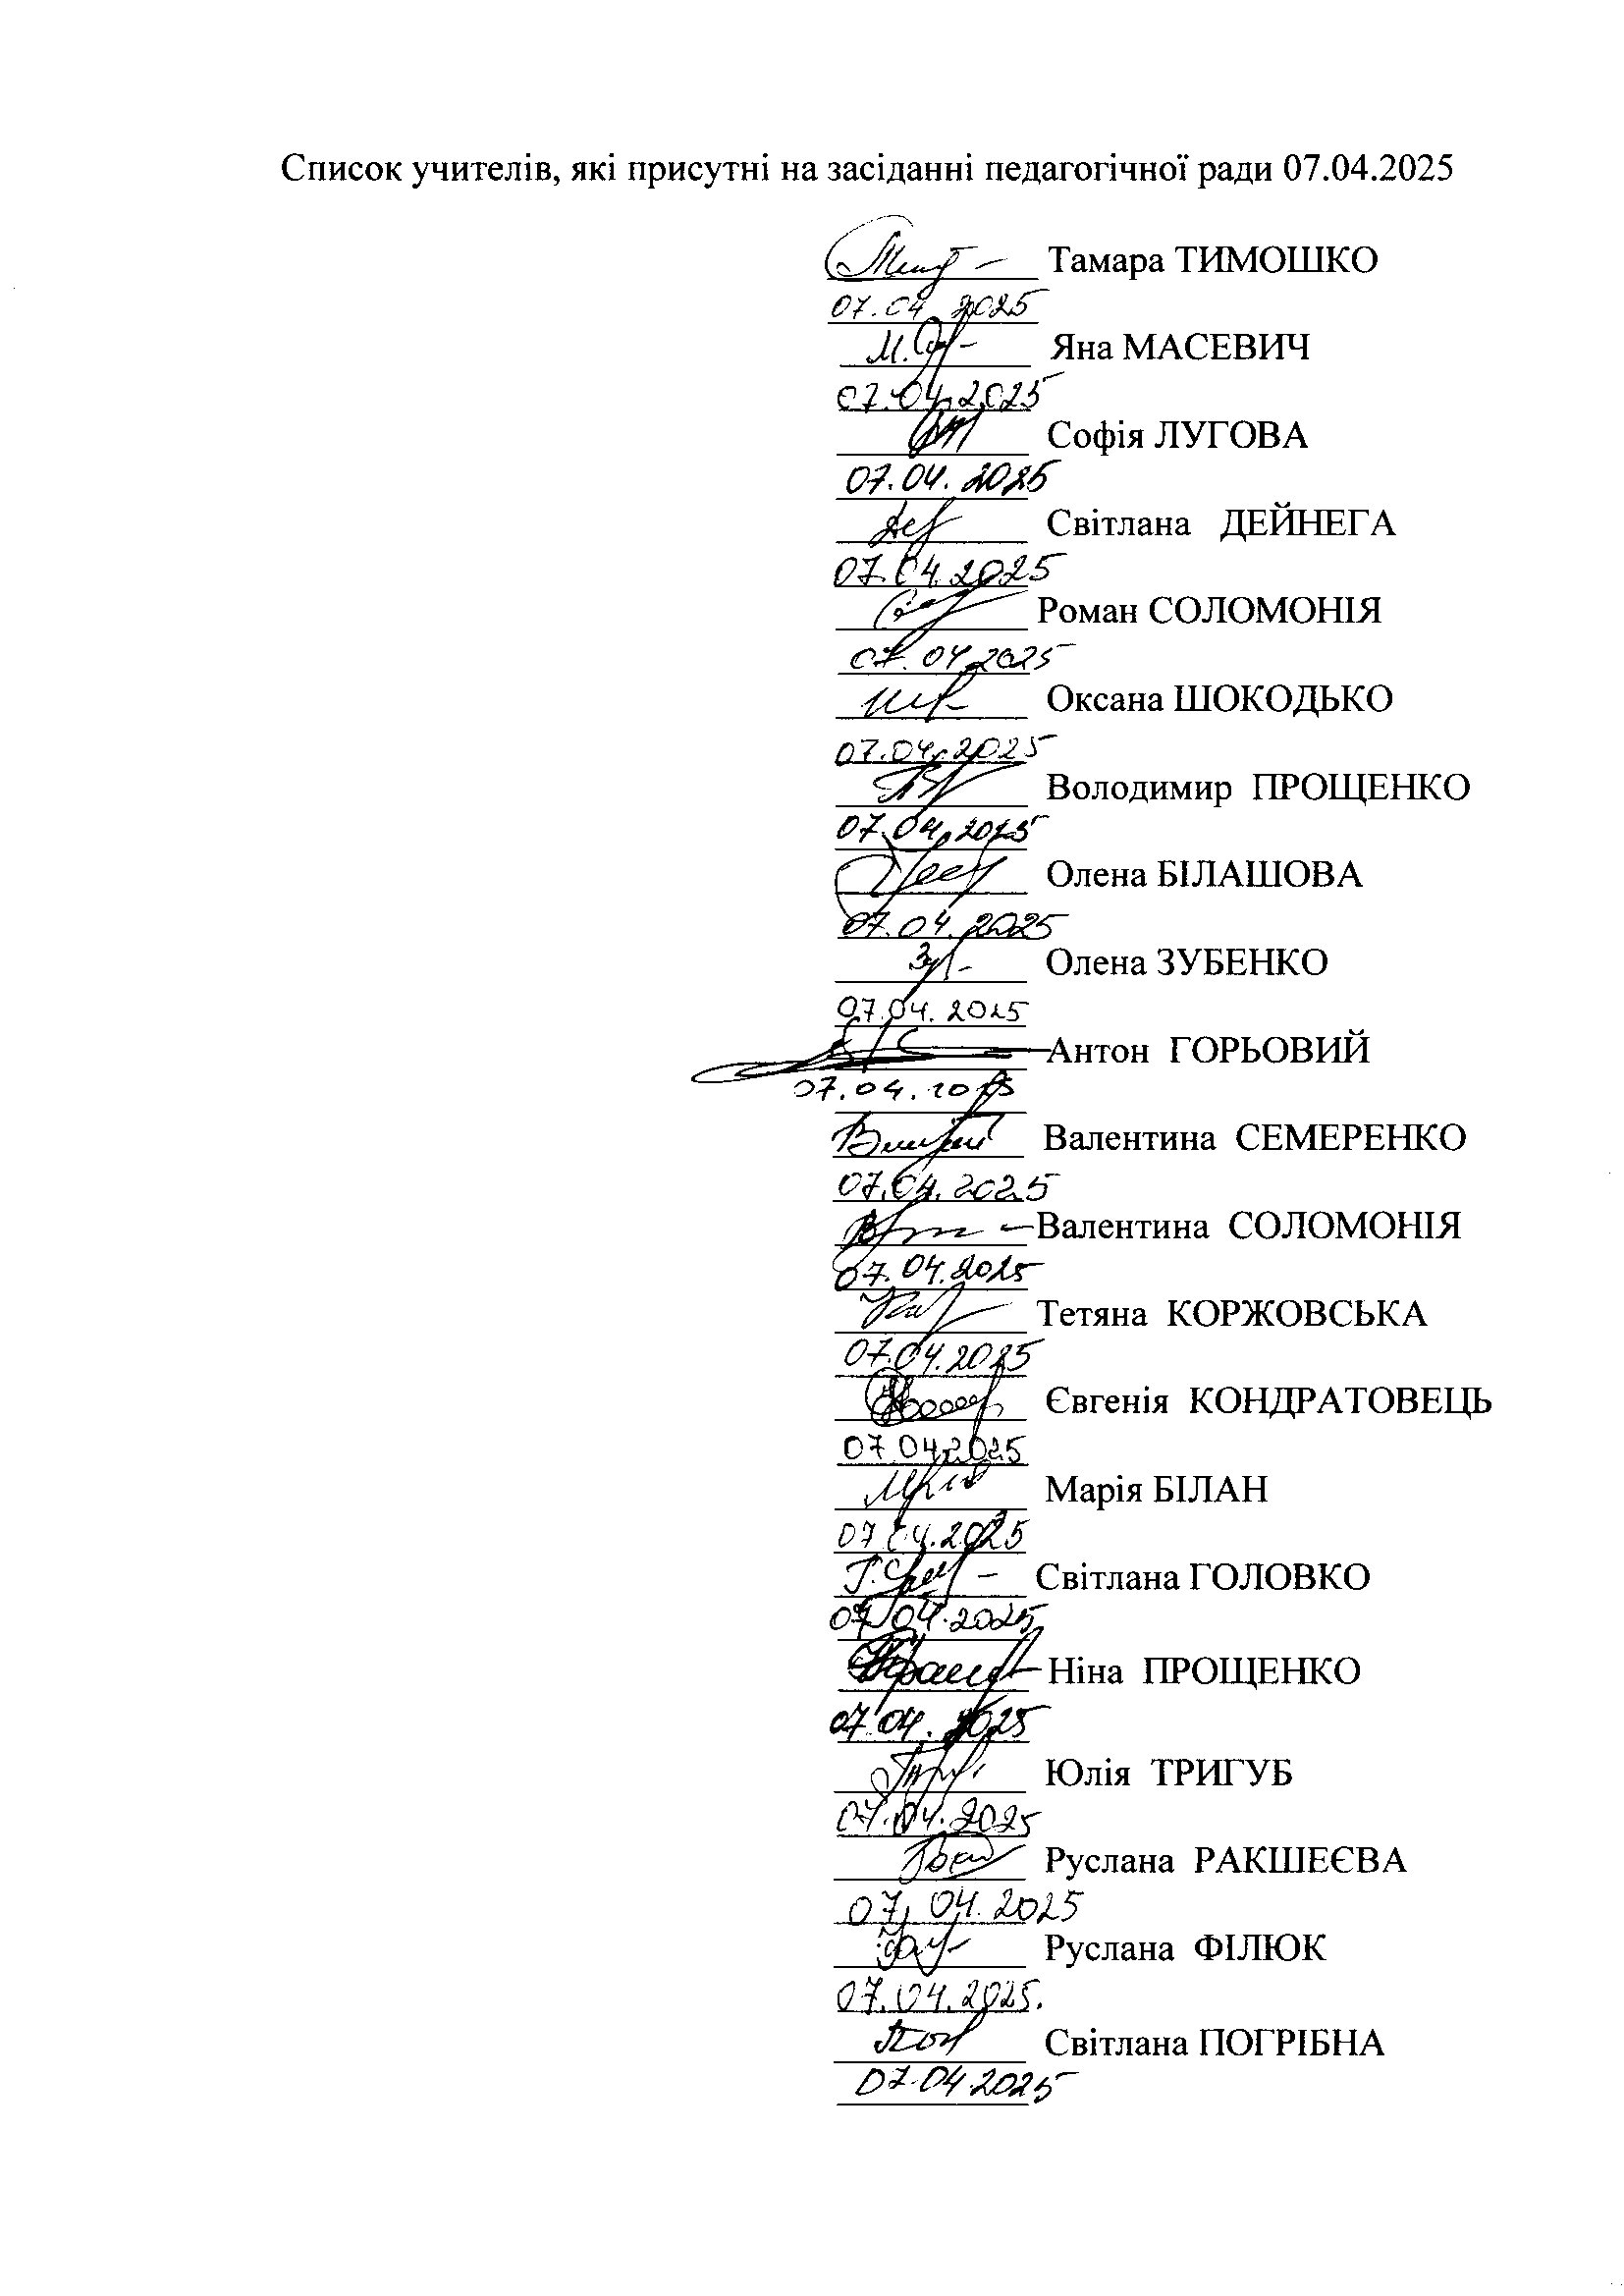 Список учителів, які присутні на засіданні педагогічної ради 07.04.2025
Тамара ТИМОШКО
07.04 2025
Яна МАСЕВИЧ
07.04.2025
Софія ЛУГОВА
07.04. 2025
Світлана ДЕЙНЕГА
07.04.2025
Роман СОЛОМОНІЯ
07.04.2025
Оксана ШОКОДЬКО
07.04.2025
Володимир ПРОЩЕНКО
07.04.2025
Олена БІЛАШОВА
07.04.2025
Олена ЗУБЕНКО
07.04.2025
Антон ГОРЬОВИЙ
07.04.2025
Валентина СЕМЕРЕНКО
07.04.2025
Валентина СОЛОМОНІЯ
07.04.2025
Тетяна КОРЖОВСЬКА
07.04.2025
Євгенія КОНДРАТОВЕЦЬ
07.04.2025
Марія БІЛАН
07.04.2025
Світлана ГОЛОВКО
07.04.2025
Ніна ПРОЩЕНКО
07.04.2025
Юлія ТРИГУБ
07.04.2025
Руслана РАКШЕЄВА
07.04.2025
Руслана ФІЛЮК
07.04.2025.
Світлана ПОГРІБНА
07.04.2025